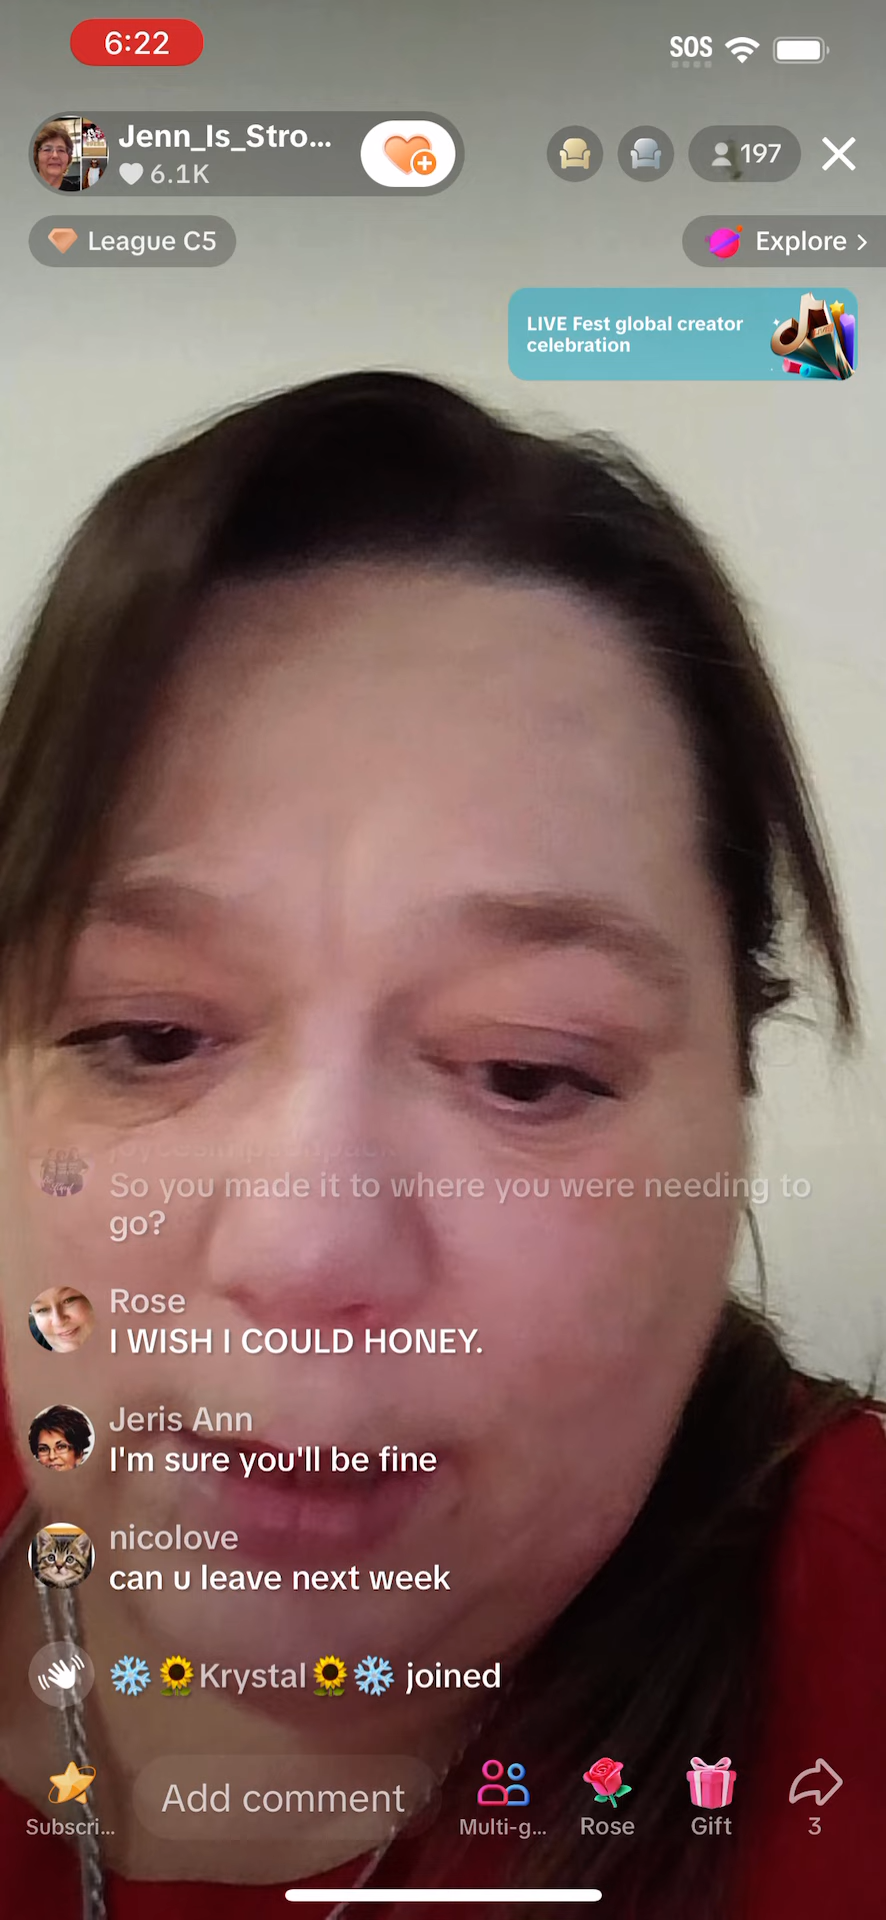 6:22
SOS
Jenn_Is_Stro...
6.1K
197
League C5
Explore >
LIVE Fest global creator
celebration
joycesimpsonpack
So you made it to where you were needing to
go?
Rose
I WISH I COULD HONEY.
Jeris Ann
I'm sure you'll be fine
nicolove
can u leave next week
❄️🌻Krystal🌻❄️ joined
Add comment
Subscri...
Multi-g...
Rose
Gift
3